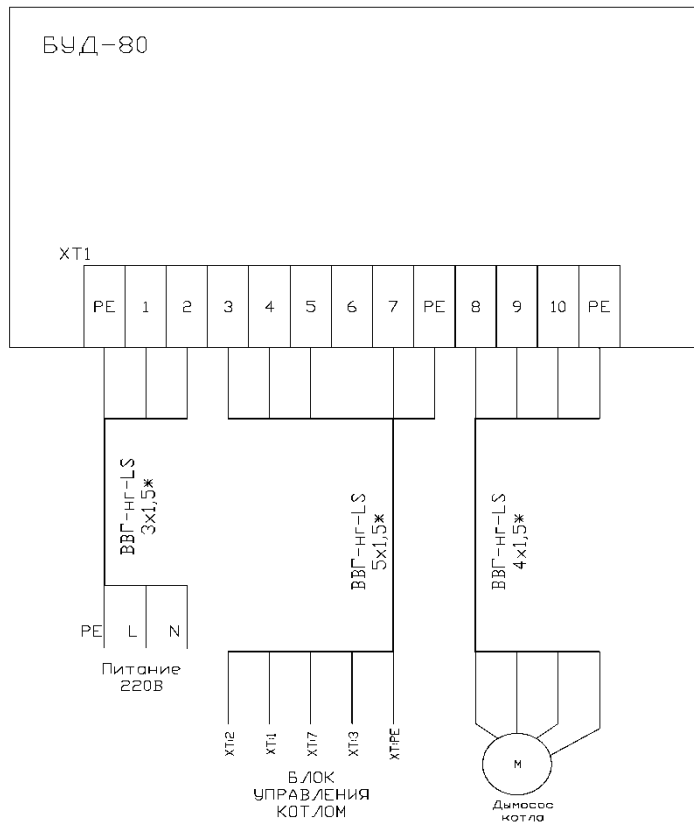 БУД-80
XT1
PE 1 2 3 4 5 6 7 PE 8 9 10 PE
ВВГ-нг-LS
3х1,5*
ВВГ-нг-LS
5х1,5*
ВВГ-нг-LS
4х1,5*
PE L N
Питание
220В
XT:2 XT:1 XT:7 XT:3 XT:PE
БЛОК
УПРАВЛЕНИЯ
КОТЛОМ
М
Дымосос
котла